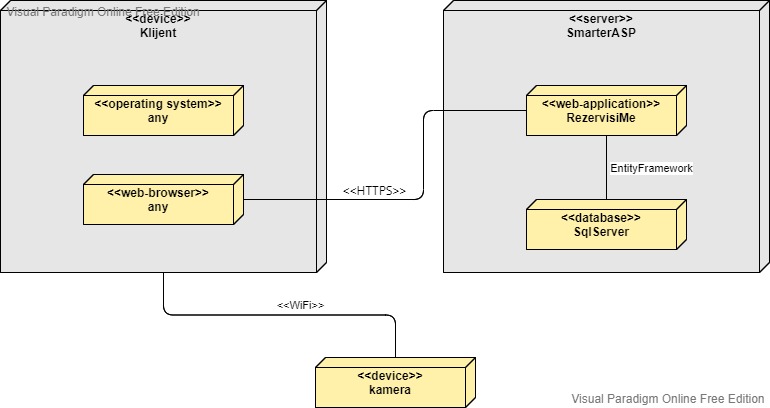 Visual Paradigm Online Free Edition
<<device>>
Klijent
<<operating system>>
any
<<web-browser>>
any
<<HTTPS>>
<<server>>
SmarterASP
<<web-application>>
RezervisiMe
EntityFramework
<<database>>
SqlServer
<<WiFi>>
<<device>>
kamera
Visual Paradigm Online Free Edition